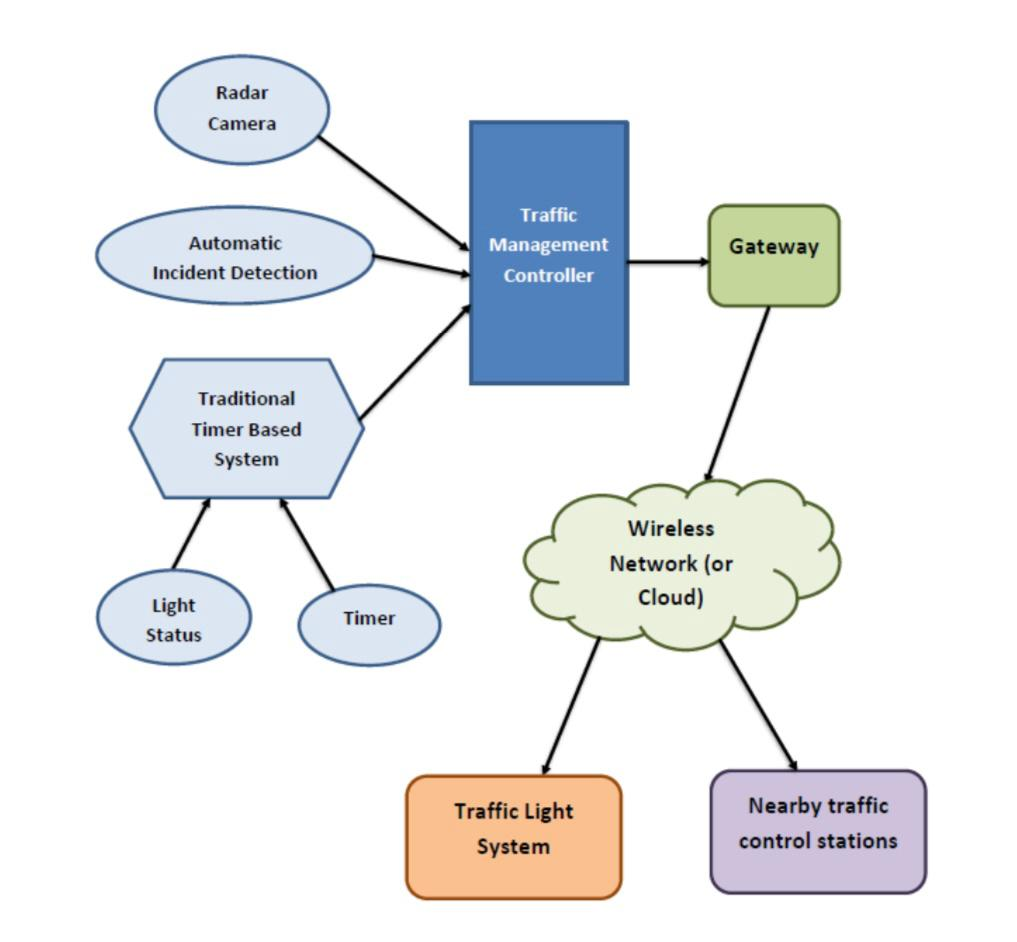 Radar
Camera
Automatic
Incident Detection
Traditional
Timer Based
System
Light
Status
Timer
Traffic
Management
Controller
Gateway
Wireless
Network (or
Cloud)
Traffic Light
System
Nearby traffic
control stations